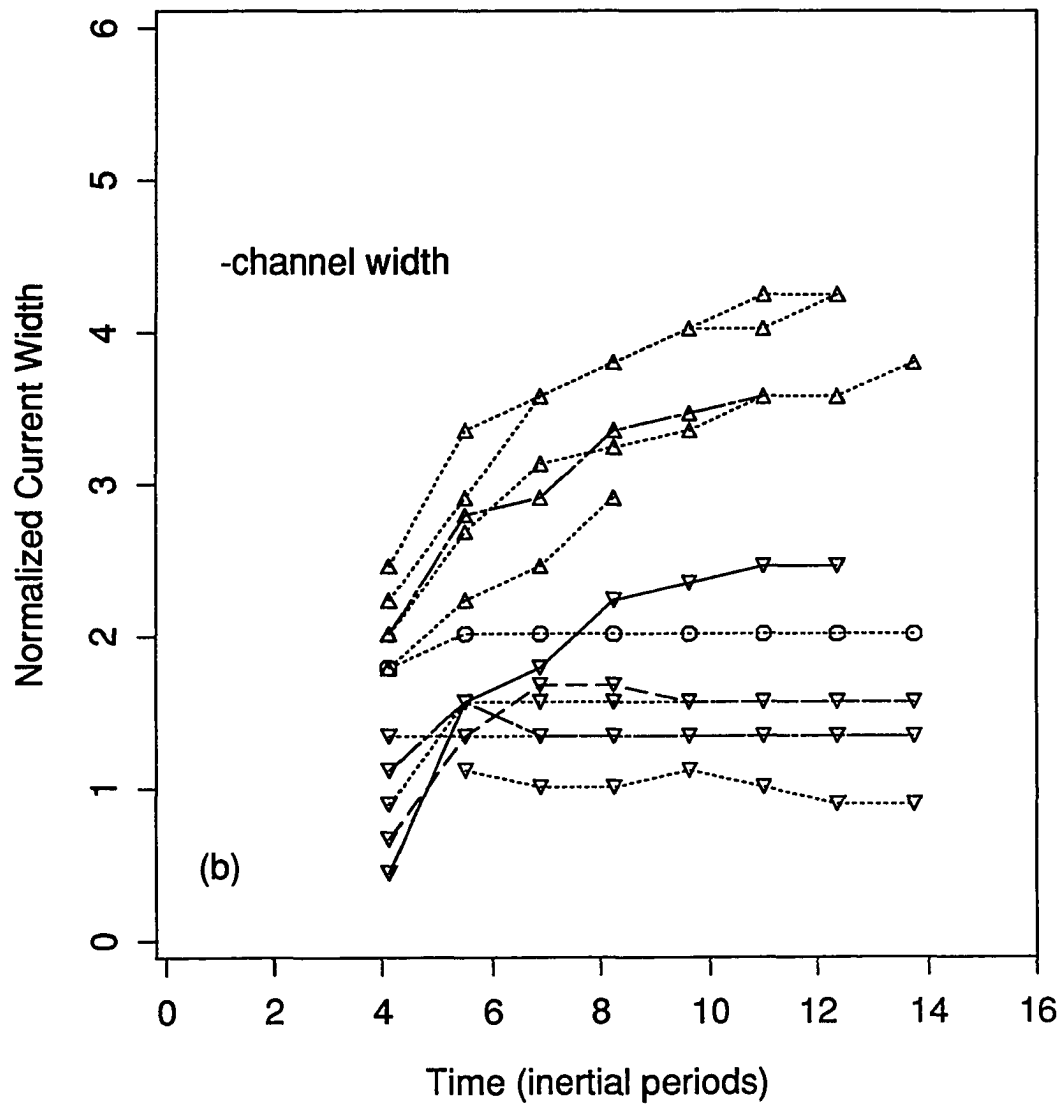 6
5
-channel width
4
Normalized Current Width
3
2
1
(b)
0
0 2 4 6 8 10 12 14 16
Time (inertial periods)